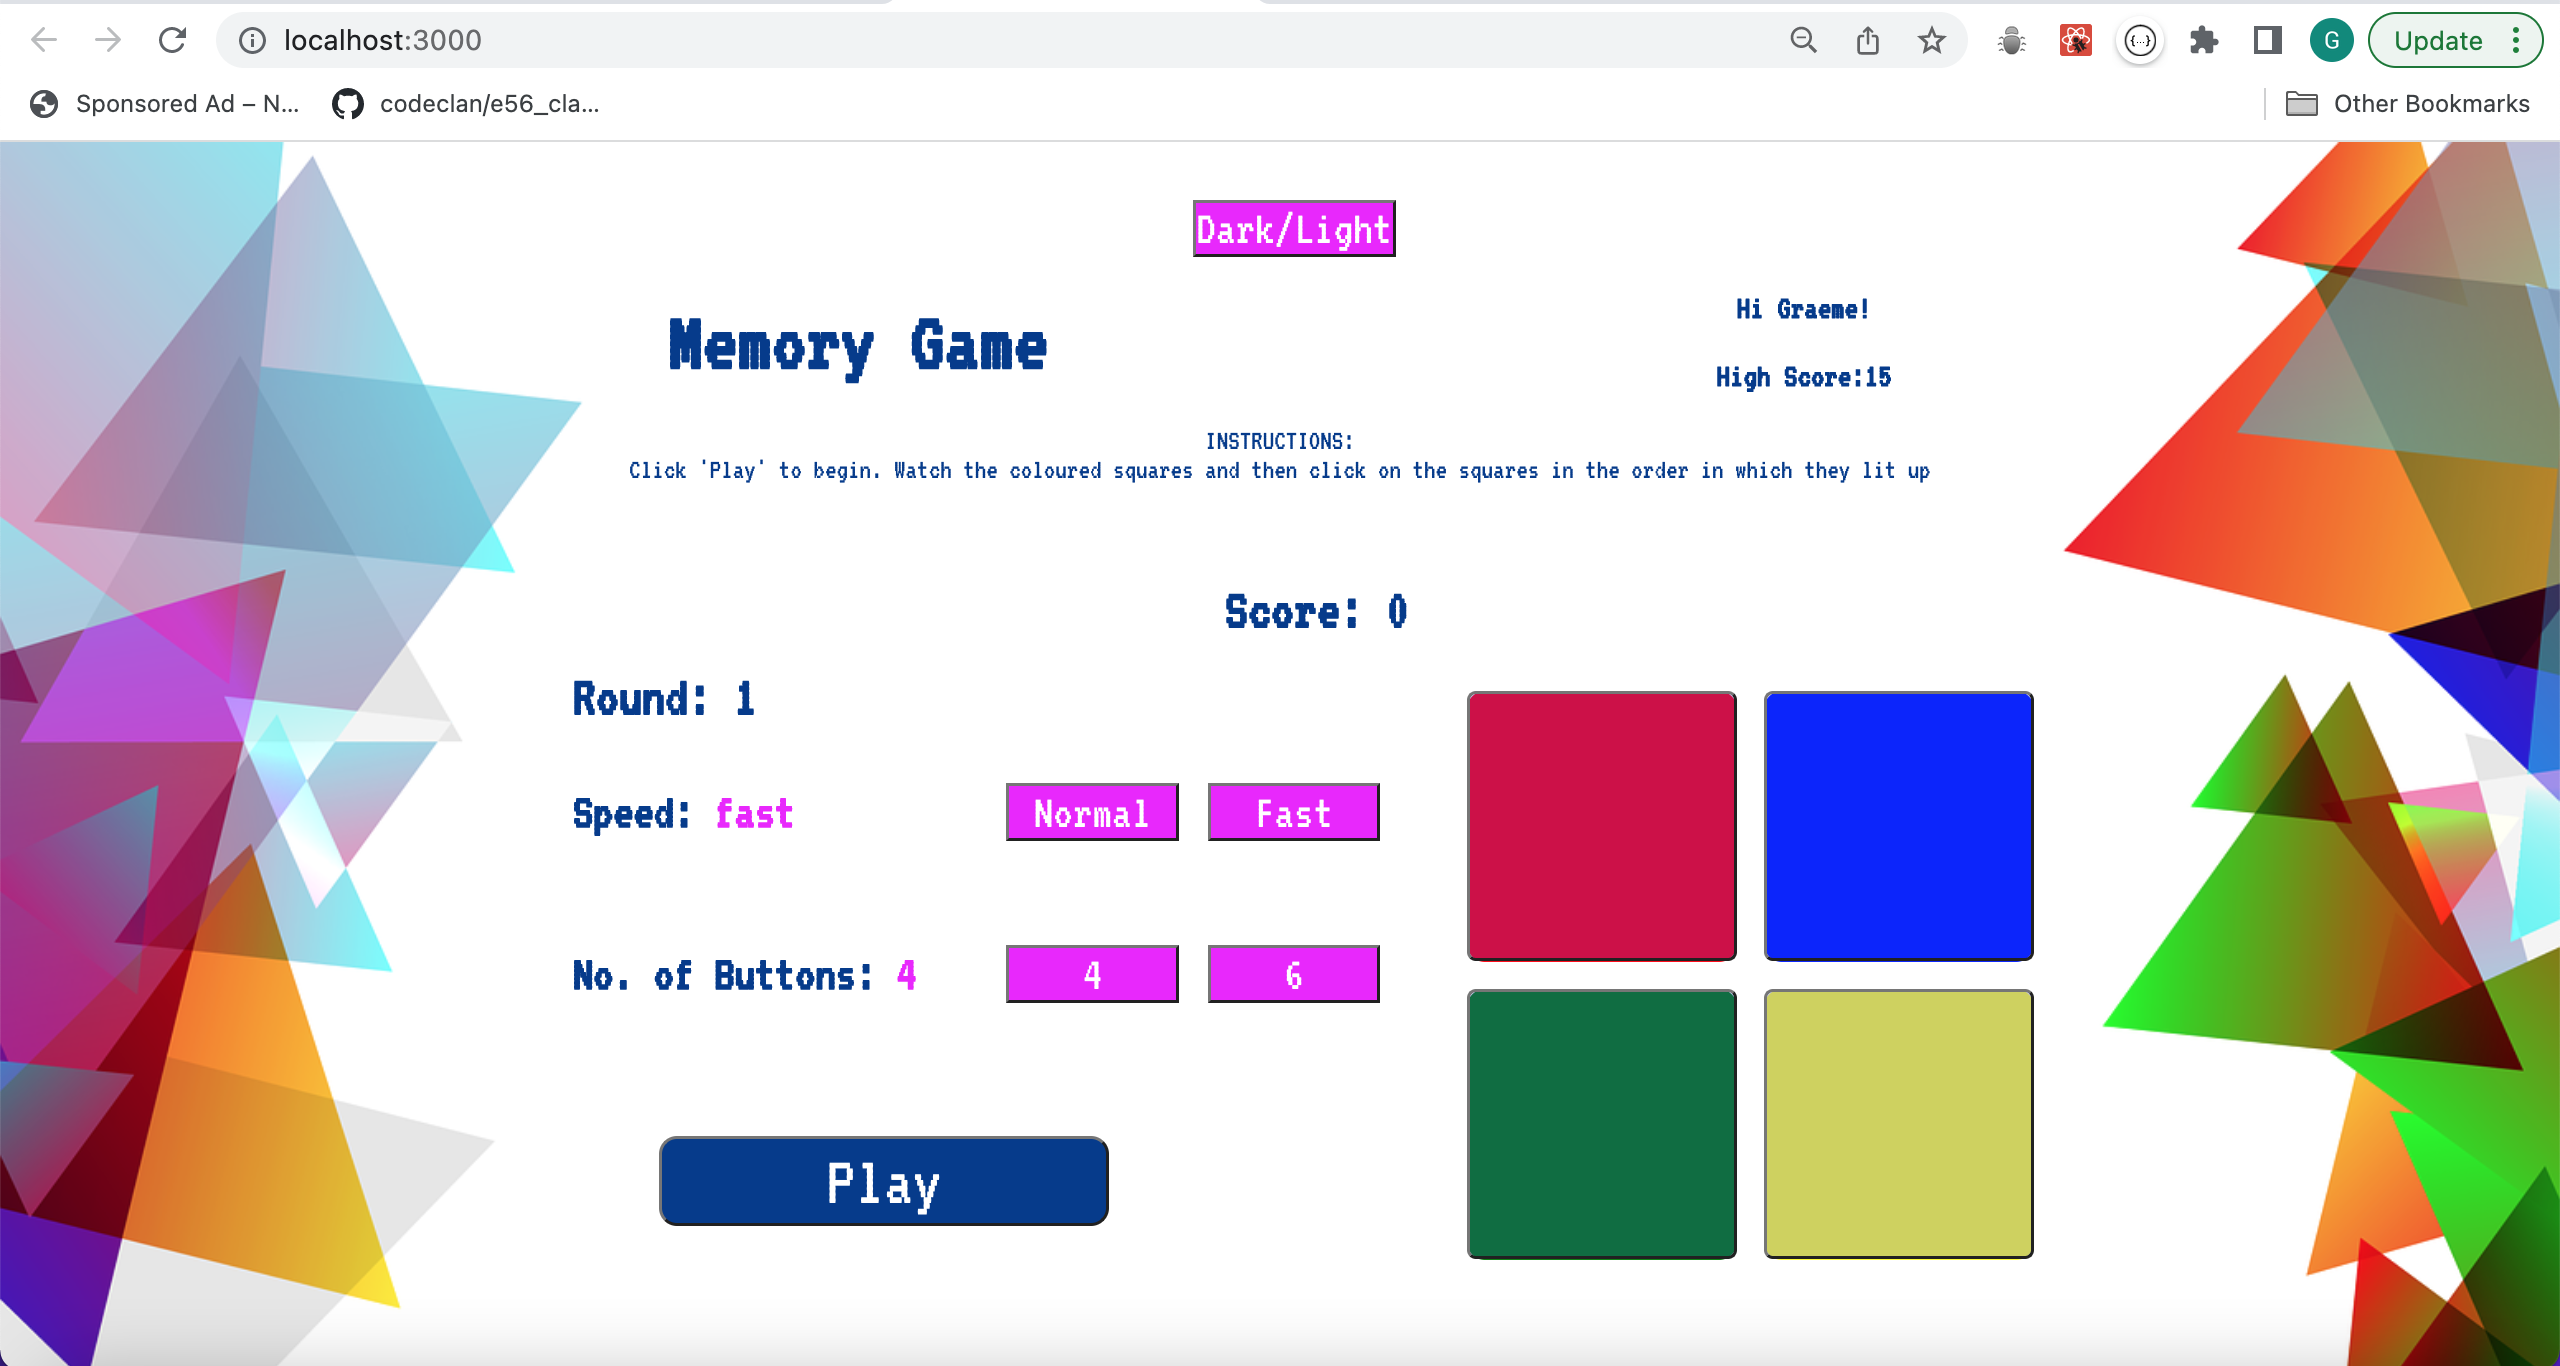 localhost:3000
G
Update
Sponsored Ad – N...
codeclan/e56_cla...
Other Bookmarks
Dark/Light
Memory Game
Hi Graeme!
High Score:15
INSTRUCTIONS:
Click 'Play' to begin. Watch the coloured squares and then click on the squares in the order in which they lit up
Score: 0
Round: 1
Speed: fast
Normal
Fast
No. of Buttons: 4
4
6
Play